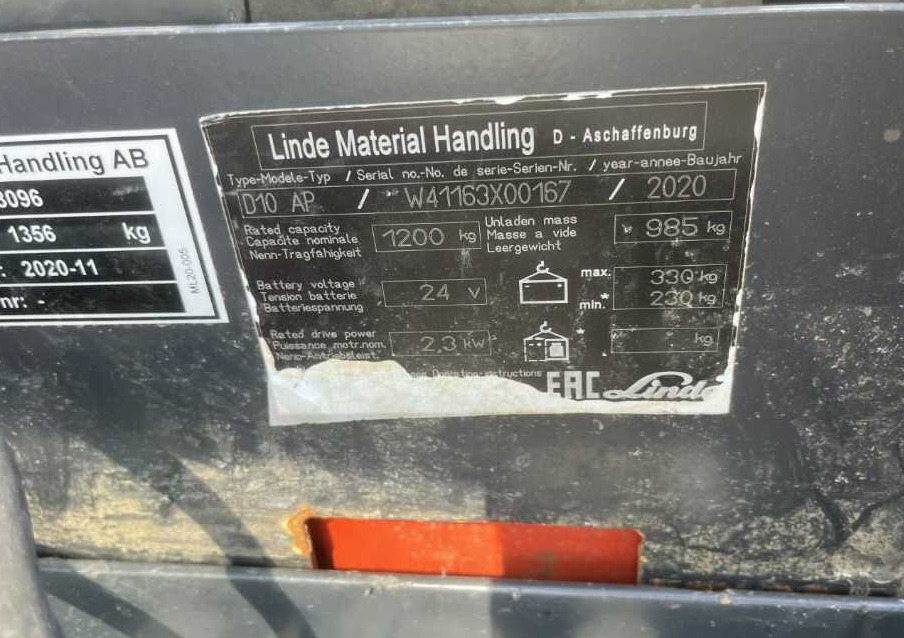 Handling AB
3096
1356 kg
: 2020-11
nr: -
ML20-005
Linde Material Handling D - Aschaffenburg
Type-Modele-Typ / Serial no.-No. de serie-Serien-Nr. / year-annee-Baujahr
D10 AP / W41163X00167 / 2020
Rated capacity
Capacite nominale
Nenn-Tragfahigkeit
1200 kg
Unladen mass
Masse a vide
Leergewicht
985 kg
Battery voltage
Tension batterie
Batteriespannung
24 V
max. 330 kg
min.* 230 kg
Rated drive power
Puissance motr.nom.
Nenn-Antriebsleist.
2,3 kW
* kg
Operating-instructions
EAC Linde